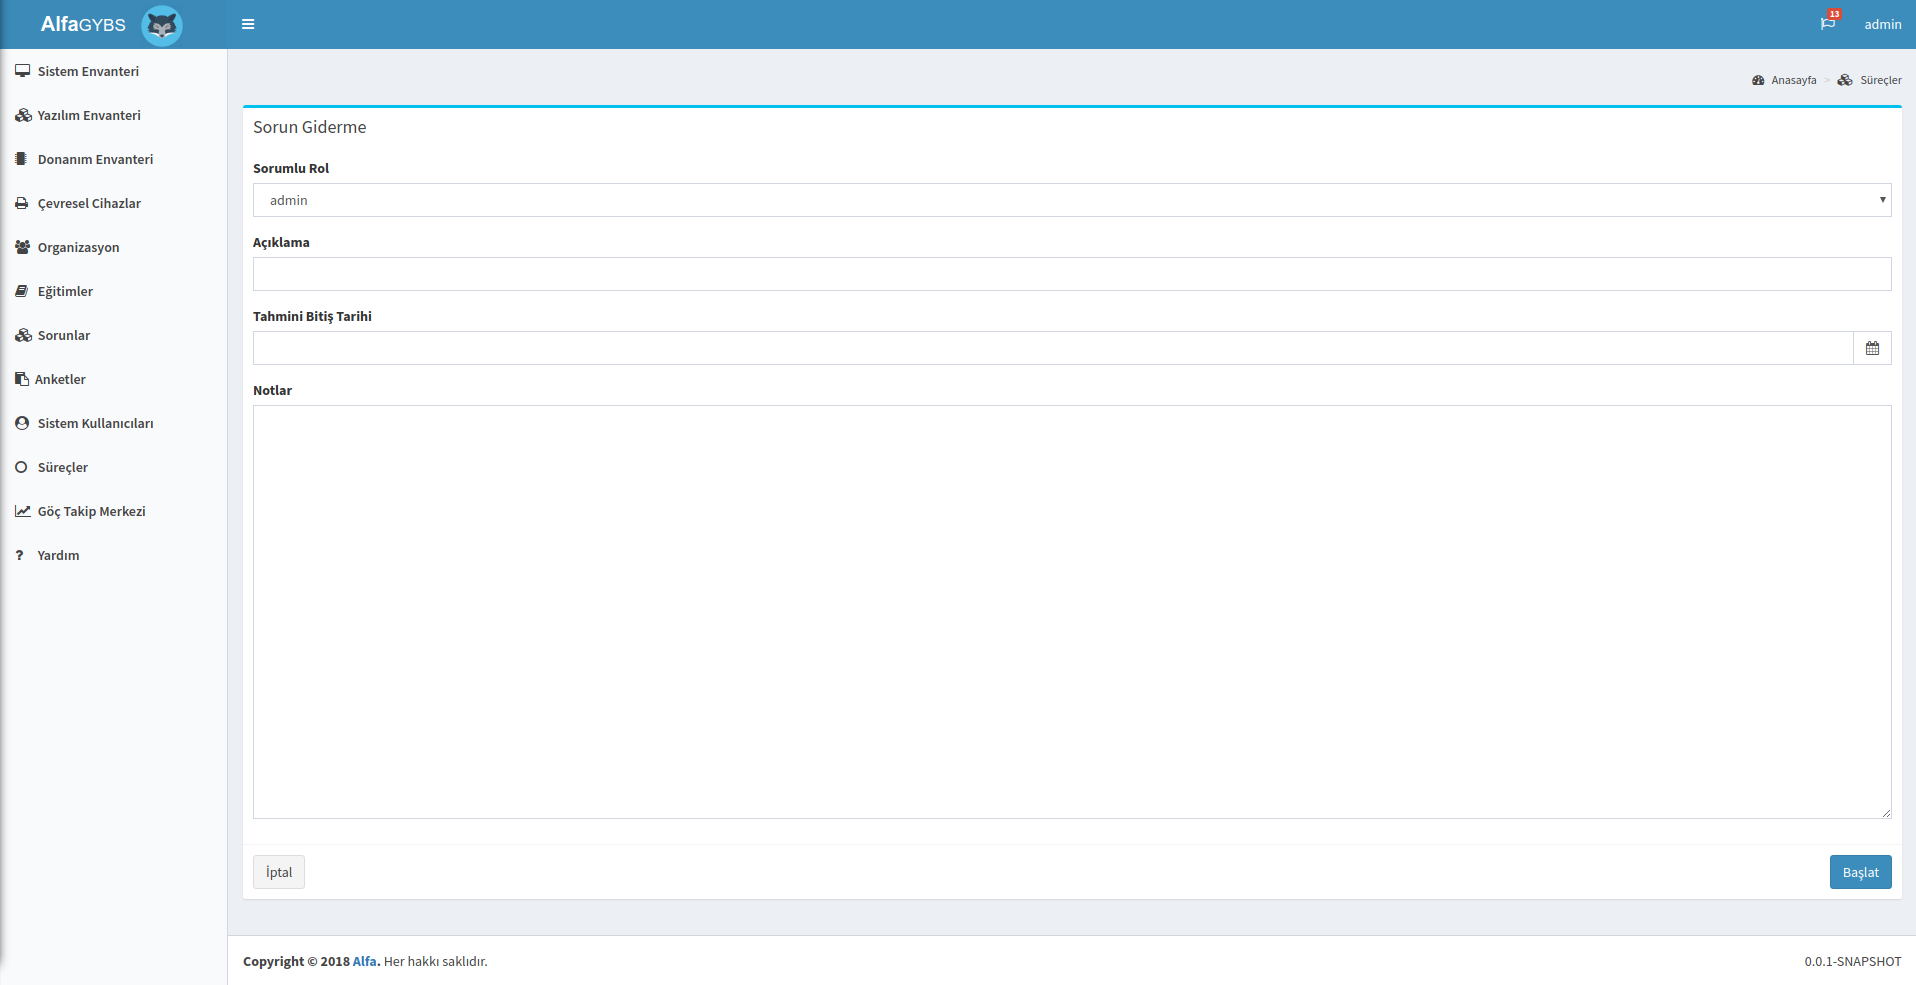 AlfaGYBS
13
admin
Sistem Envanteri
Yazılım Envanteri
Donanım Envanteri
Çevresel Cihazlar
Organizasyon
Eğitimler
Sorunlar
Anketler
Sistem Kullanıcıları
Süreçler
Göç Takip Merkezi
? Yardım
Anasayfa > Süreçler
Sorun Giderme
Sorumlu Rol
admin
Açıklama
Tahmini Bitiş Tarihi
Notlar
İptal
Başlat
Copyright © 2018 Alfa. Her hakkı saklıdır.
0.0.1-SNAPSHOT